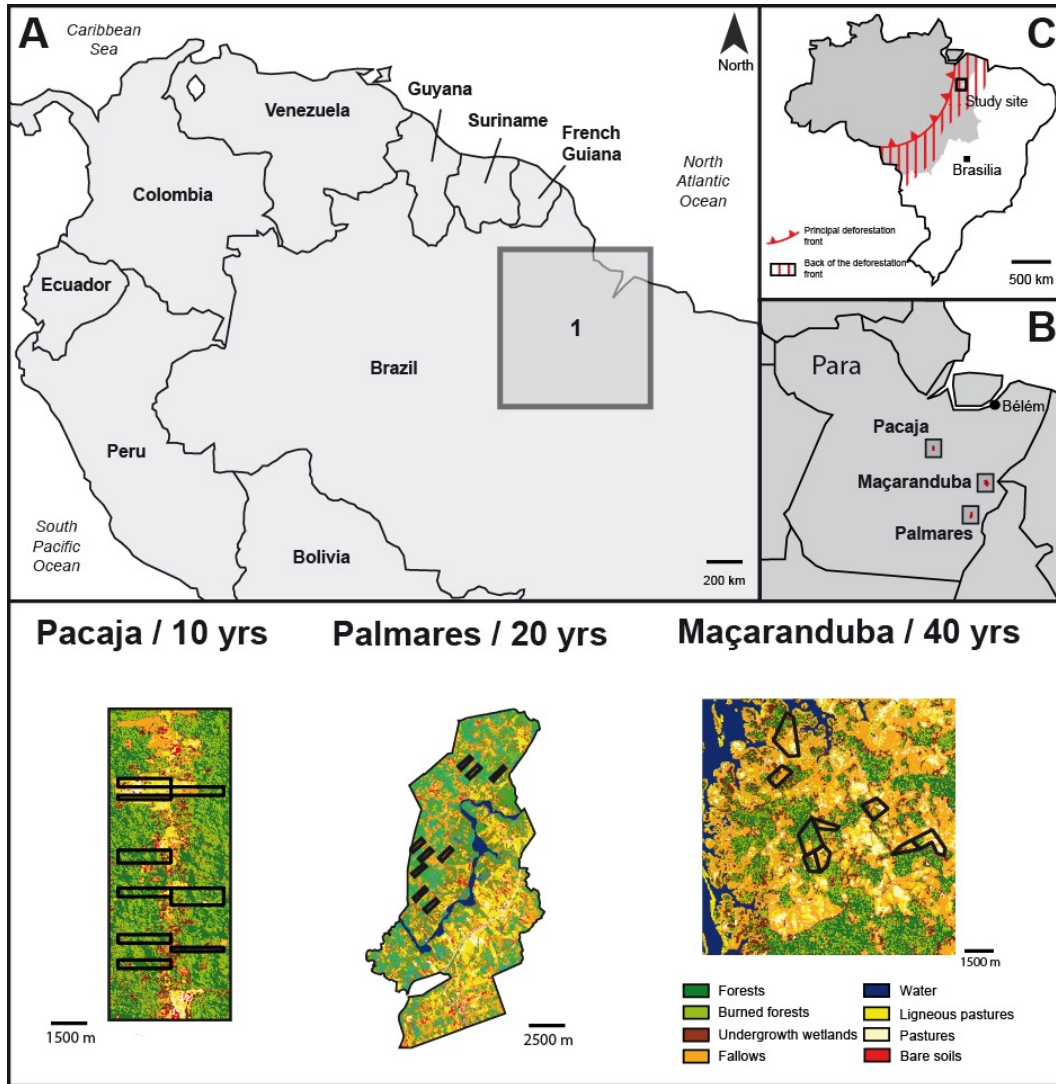 A
Caribbean
Sea
North
Guyana
Venezuela
Suriname
French
Guiana
North
Atlantic
Ocean
Colombia
Ecuador
1
Brazil
Peru
South
Pacific
Ocean
Bolivia
200 km
C
Study site
Brasilia
Principal deforestation
front
Back of the deforestation
front
500 km
B
Para
Bélém
Pacaja
Maçaranduba
Palmares
Pacaja / 10 yrs
Palmares / 20 yrs
Maçaranduba / 40 yrs
1500 m
2500 m
1500 m
Forests
Burned forests
Undergrowth wetlands
Fallows
Water
Ligneous pastures
Pastures
Bare soils